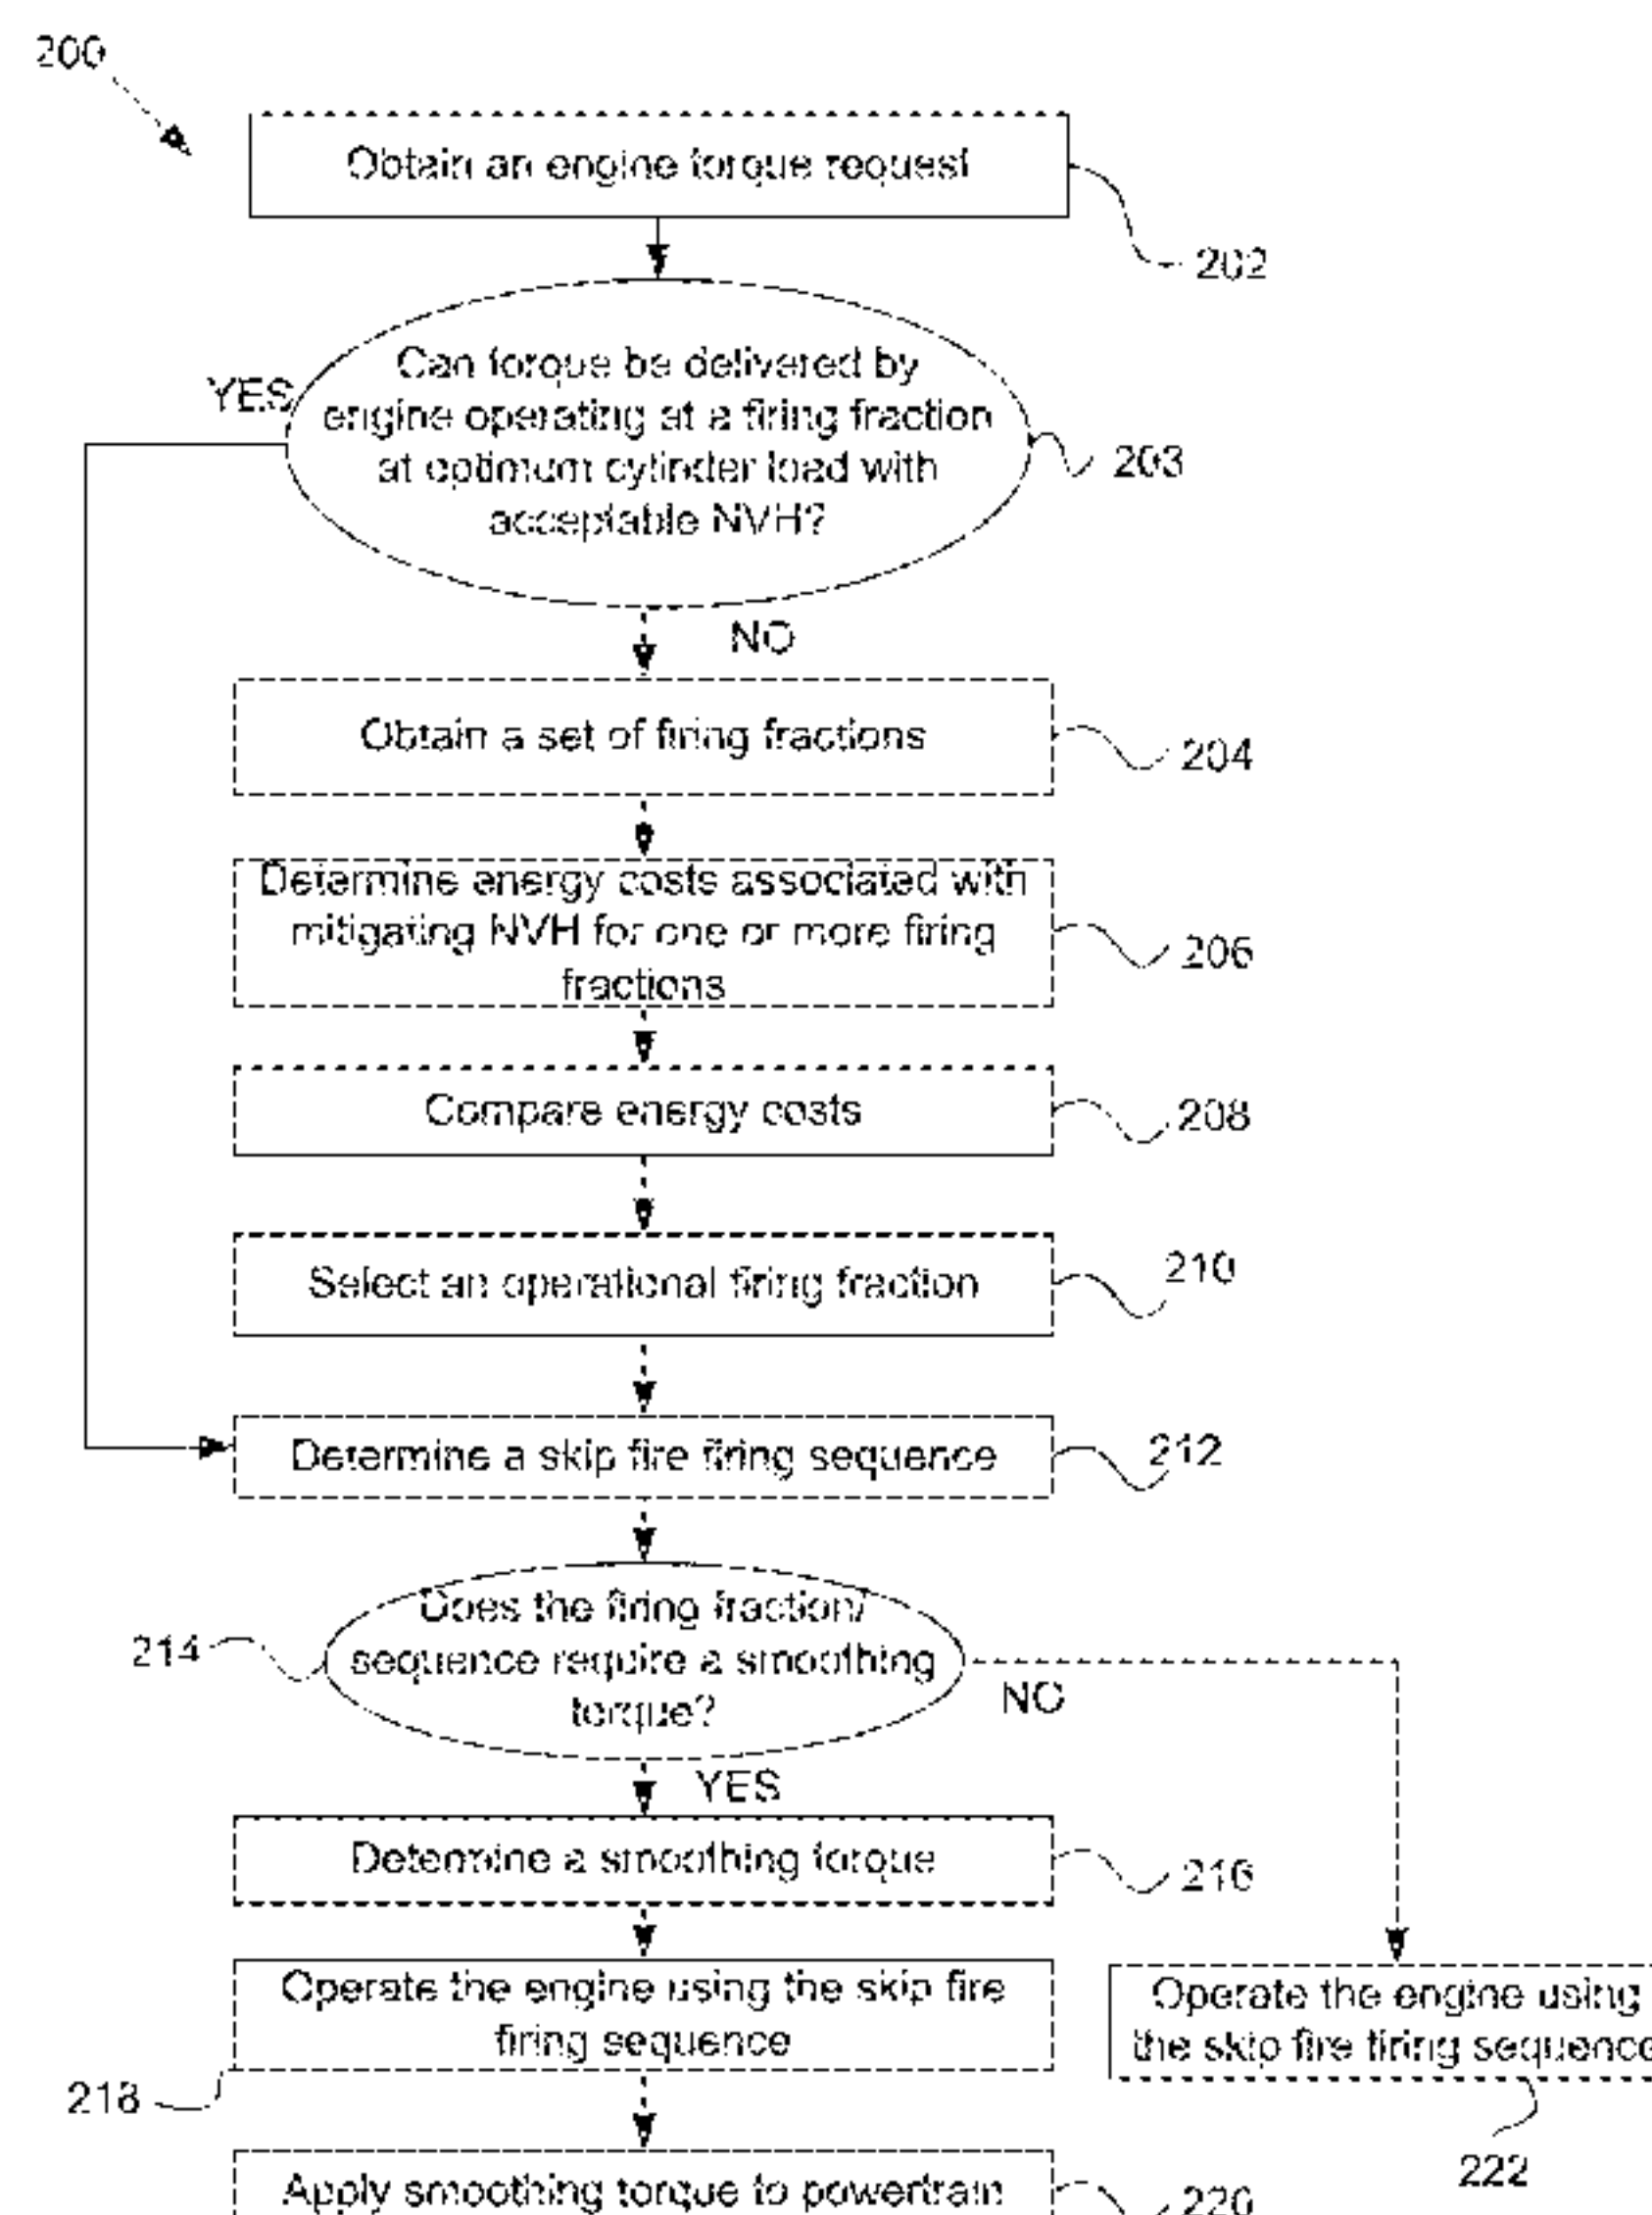 200
Obtain an engine torque request
202
YES
Can torque be delivered by
engine operating at a firing fraction
at optimum cylinder load with
acceptable NVH?
203
NO
Obtain a set of firing fractions
204
Determine energy costs associated with
mitigating NVH for one or more firing
fractions
206
Compare energy costs
208
Select an operational firing fraction
210
Determine a skip fire firing sequence
212
Does the firing fraction/
sequence require a smoothing
torque?
214
NO
YES
Determine a smoothing torque
216
Operate the engine using the skip fire
firing sequence
218
Operate the engine using
the skip fire firing sequence
222
Apply smoothing torque to powertrain
220